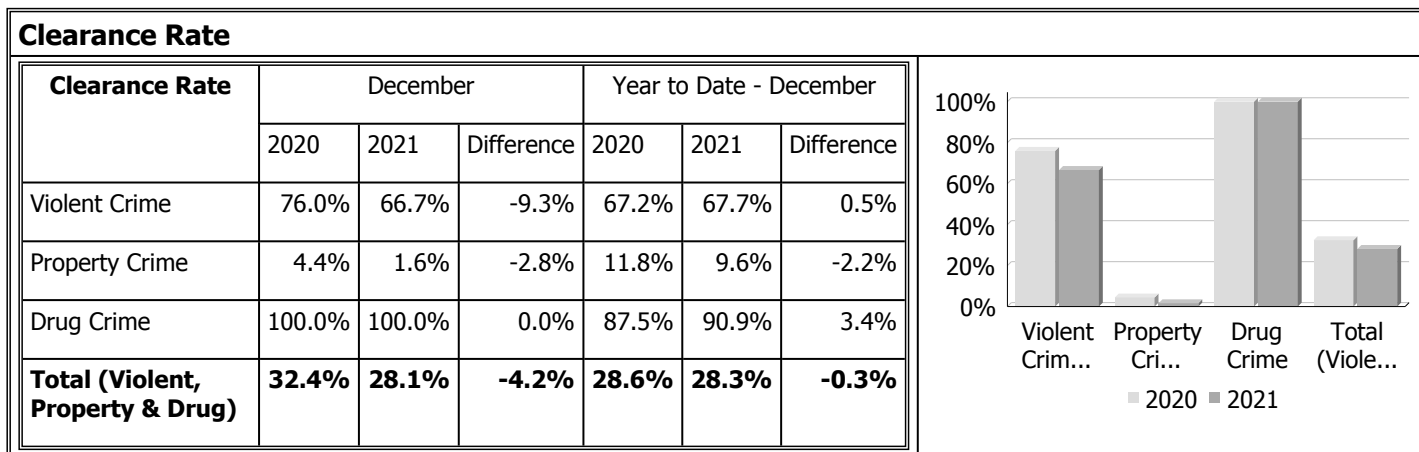 Clearance Rate
Clearance Rate December Year to Date - December
2020 2021 Difference 2020 2021 Difference
Violent Crime 76.0% 66.7% -9.3% 67.2% 67.7% 0.5%
Property Crime 4.4% 1.6% -2.8% 11.8% 9.6% -2.2%
Drug Crime 100.0% 100.0% 0.0% 87.5% 90.9% 3.4%
Total (Violent,
Property & Drug) 32.4% 28.1% -4.2% 28.6% 28.3% -0.3%
100%
80%
60%
40%
20%
0%
Violent Property Drug Total
Crim... Cri... Crime (Viole...
2020 2021